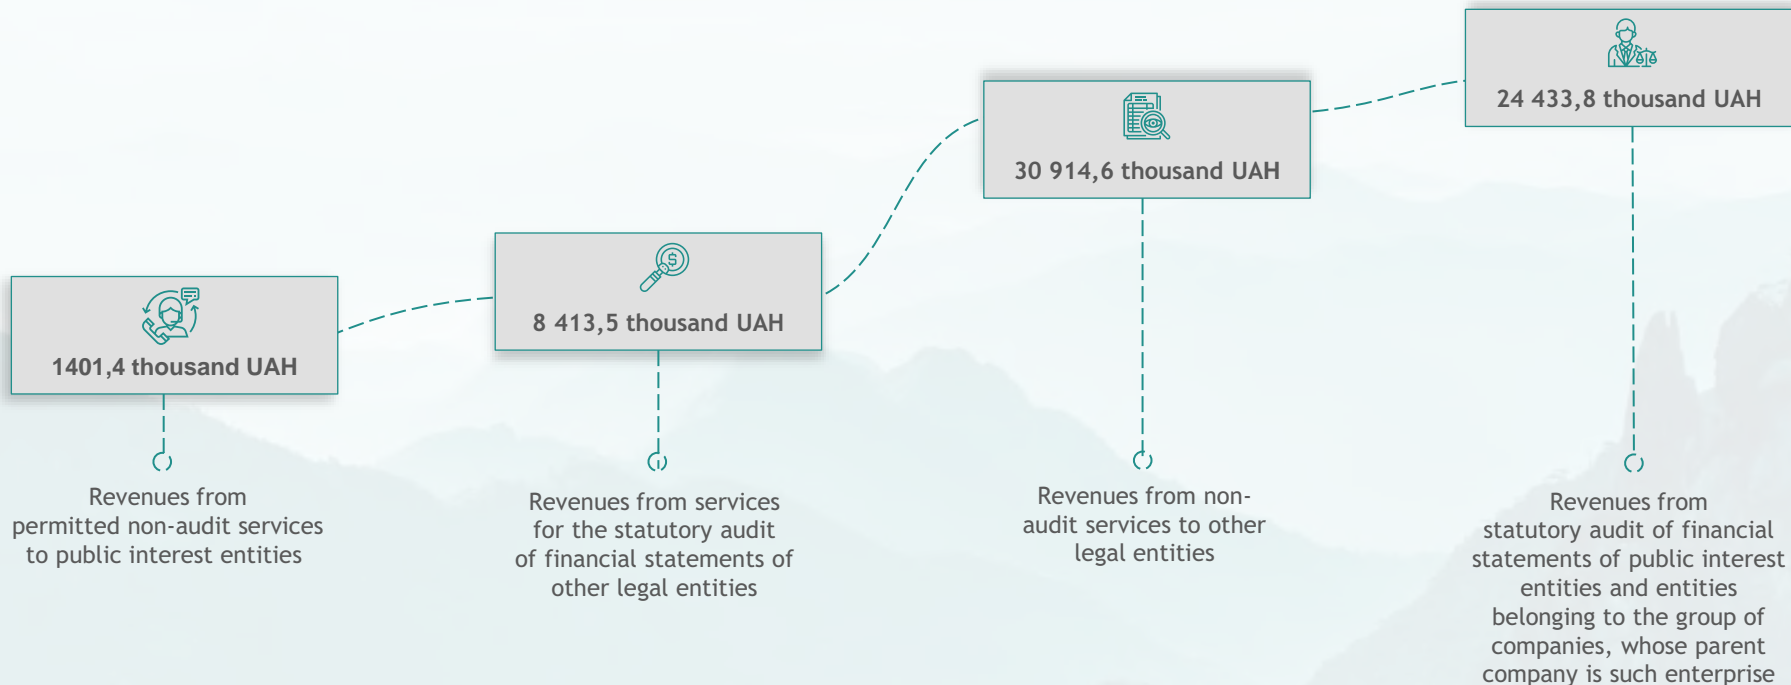 1401,4 thousand UAH
Revenues from
permitted non-audit services
to public interest entities
8 413,5 thousand UAH
Revenues from services
for the statutory audit
of financial statements of
other legal entities
30 914,6 thousand UAH
Revenues from non-
audit services to other
legal entities
24 433,8 thousand UAH
Revenues from
statutory audit of financial
statements of public interest
entities and entities
belonging to the group of
companies, whose parent
company is such enterprise